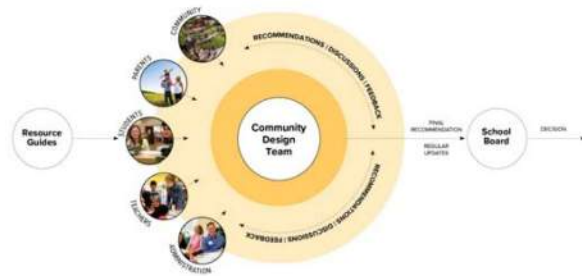 COMMUNITY
PARENTS
STUDENTS
TEACHERS
ADMINISTRATION
Resource
Guides
RECOMMENDATIONS | DISCUSSIONS | FEEDBACK
Community
Design
Team
RECOMMENDATIONS | DISCUSSIONS | FEEDBACK
FINAL
RECOMMENDATION
REGULAR
UPDATES
School
Board
DECISION